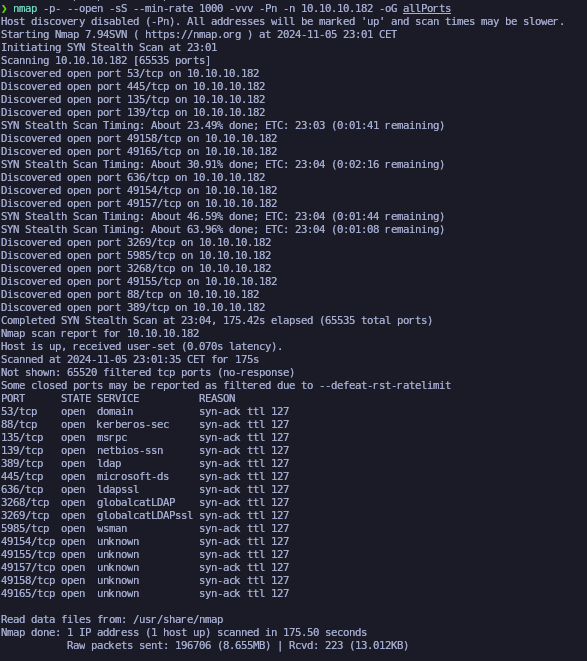 ❯ nmap -p- --open -sS --min-rate 1000 -vvv -Pn -n 10.10.10.182 -oG allPorts
Host discovery disabled (-Pn). All addresses will be marked 'up' and scan times may be slower.
Starting Nmap 7.94SVN ( https://nmap.org ) at 2024-11-05 23:01 CET
Initiating SYN Stealth Scan at 23:01
Scanning 10.10.10.182 [65535 ports]
Discovered open port 53/tcp on 10.10.10.182
Discovered open port 445/tcp on 10.10.10.182
Discovered open port 135/tcp on 10.10.10.182
Discovered open port 139/tcp on 10.10.10.182
SYN Stealth Scan Timing: About 23.49% done; ETC: 23:03 (0:01:41 remaining)
Discovered open port 49158/tcp on 10.10.10.182
Discovered open port 49165/tcp on 10.10.10.182
SYN Stealth Scan Timing: About 30.91% done; ETC: 23:04 (0:02:16 remaining)
Discovered open port 636/tcp on 10.10.10.182
Discovered open port 49154/tcp on 10.10.10.182
Discovered open port 49157/tcp on 10.10.10.182
SYN Stealth Scan Timing: About 46.59% done; ETC: 23:04 (0:01:44 remaining)
SYN Stealth Scan Timing: About 63.96% done; ETC: 23:04 (0:01:08 remaining)
Discovered open port 3269/tcp on 10.10.10.182
Discovered open port 5985/tcp on 10.10.10.182
Discovered open port 3268/tcp on 10.10.10.182
Discovered open port 49155/tcp on 10.10.10.182
Discovered open port 88/tcp on 10.10.10.182
Discovered open port 389/tcp on 10.10.10.182
Completed SYN Stealth Scan at 23:04, 175.42s elapsed (65535 total ports)
Nmap scan report for 10.10.10.182
Host is up, received user-set (0.070s latency).
Scanned at 2024-11-05 23:01:35 CET for 175s
Not shown: 65520 filtered tcp ports (no-response)
Some closed ports may be reported as filtered due to --defeat-rst-ratelimit
PORT      STATE SERVICE          REASON
53/tcp    open  domain           syn-ack ttl 127
88/tcp    open  kerberos-sec     syn-ack ttl 127
135/tcp   open  msrpc            syn-ack ttl 127
139/tcp   open  netbios-ssn      syn-ack ttl 127
389/tcp   open  ldap             syn-ack ttl 127
445/tcp   open  microsoft-ds     syn-ack ttl 127
636/tcp   open  ldapssl          syn-ack ttl 127
3268/tcp  open  globalcatLDAP    syn-ack ttl 127
3269/tcp  open  globalcatLDAPssl syn-ack ttl 127
5985/tcp  open  wsman            syn-ack ttl 127
49154/tcp open  unknown          syn-ack ttl 127
49155/tcp open  unknown          syn-ack ttl 127
49157/tcp open  unknown          syn-ack ttl 127
49158/tcp open  unknown          syn-ack ttl 127
49165/tcp open  unknown          syn-ack ttl 127
Read data files from: /usr/share/nmap
Nmap done: 1 IP address (1 host up) scanned in 175.50 seconds
Raw packets sent: 196706 (8.655MB) | Rcvd: 223 (13.012KB)